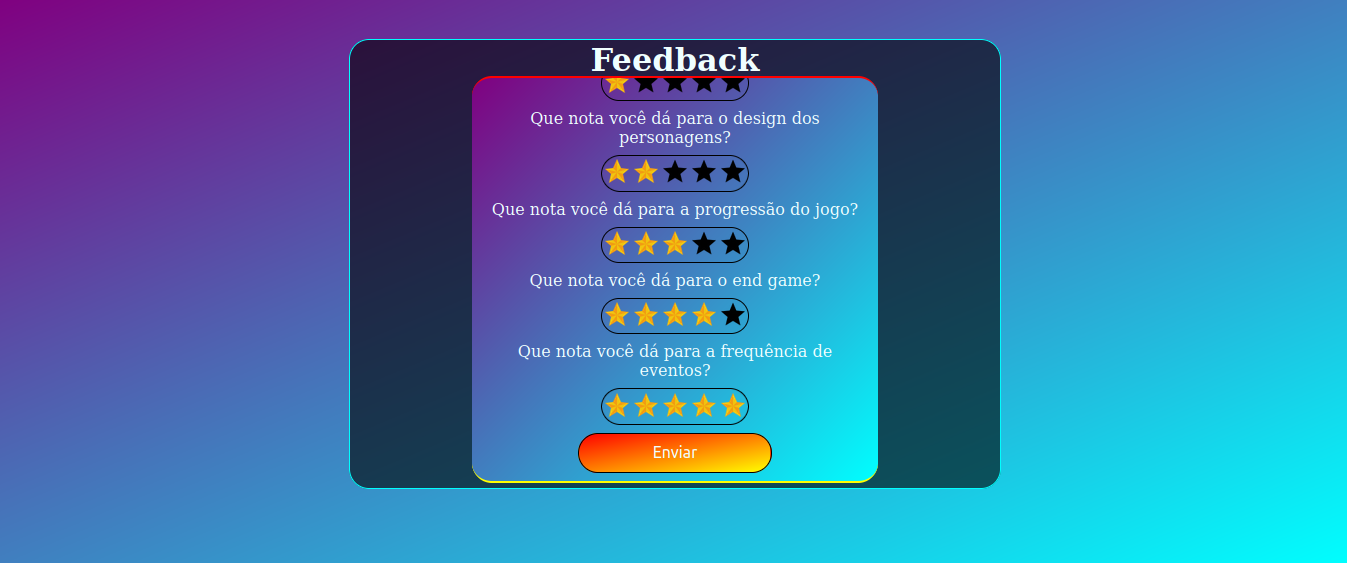 Feedback
Que nota você dá para o design dos
personagens?
Que nota você dá para a progressão do jogo?
Que nota você dá para o end game?
Que nota você dá para a frequência de
eventos?
Enviar